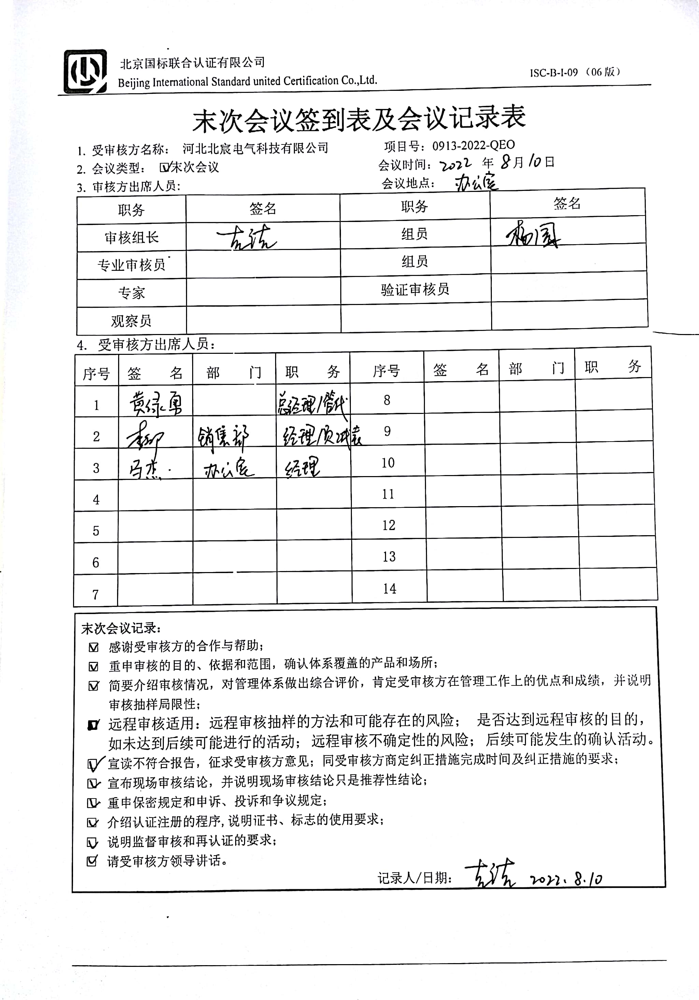 北京国标联合认证有限公司
Beijing International Standard united Certification Co.,Ltd.
ISC-B-I-09 （06 版）
末次会议签到表及会议记录表
1. 受审核方名称： 河北北宸电气科技有限公司 项目号：0913-2022-QEO
2. 会议类型： ☑末次会议 会议时间：2022 年 8月10日
3. 审核方出席人员： 会议地点： 办公室
职务 签名 职务 签名
审核组长 吉洁 组员 杨园
专业审核员 组员
专家 验证审核员
观察员
4. 受审核方出席人员：
序号 签 名 部 门 职 务 序号 签 名 部 门 职 务
1 黄绿勇 总经理/管代 8
2 销售部 经理/员工代表 9
3 马杰 办公室 经理 10
4 11
5 12
6 13
7 14
末次会议记录：
☑ 感谢受审核方的合作与帮助；
☑ 重申审核的目的、依据和范围，确认体系覆盖的产品和场所；
☑ 简要介绍审核情况，对管理体系做出综合评价，肯定受审核方在管理工作上的优点和成绩，并说明
审核抽样局限性；
☑ 远程审核适用：远程审核抽样的方法和可能存在的风险； 是否达到远程审核的目的，
如未达到后续可能进行的活动；远程审核不确定性的风险；后续可能发生的确认活动。
☑ 宣读不符合报告，征求受审核方意见；同受审核方商定纠正措施完成时间及纠正措施的要求；
☑ 宣布现场审核结论，并说明现场审核结论只是推荐性结论；
☑ 重申保密规定和申诉、投诉和争议规定；
☑ 介绍认证注册的程序,说明证书、标志的使用要求；
☑ 说明监督审核和再认证的要求；
☑ 请受审核方领导讲话。
记录人/日期： 吉洁 2022.8.10